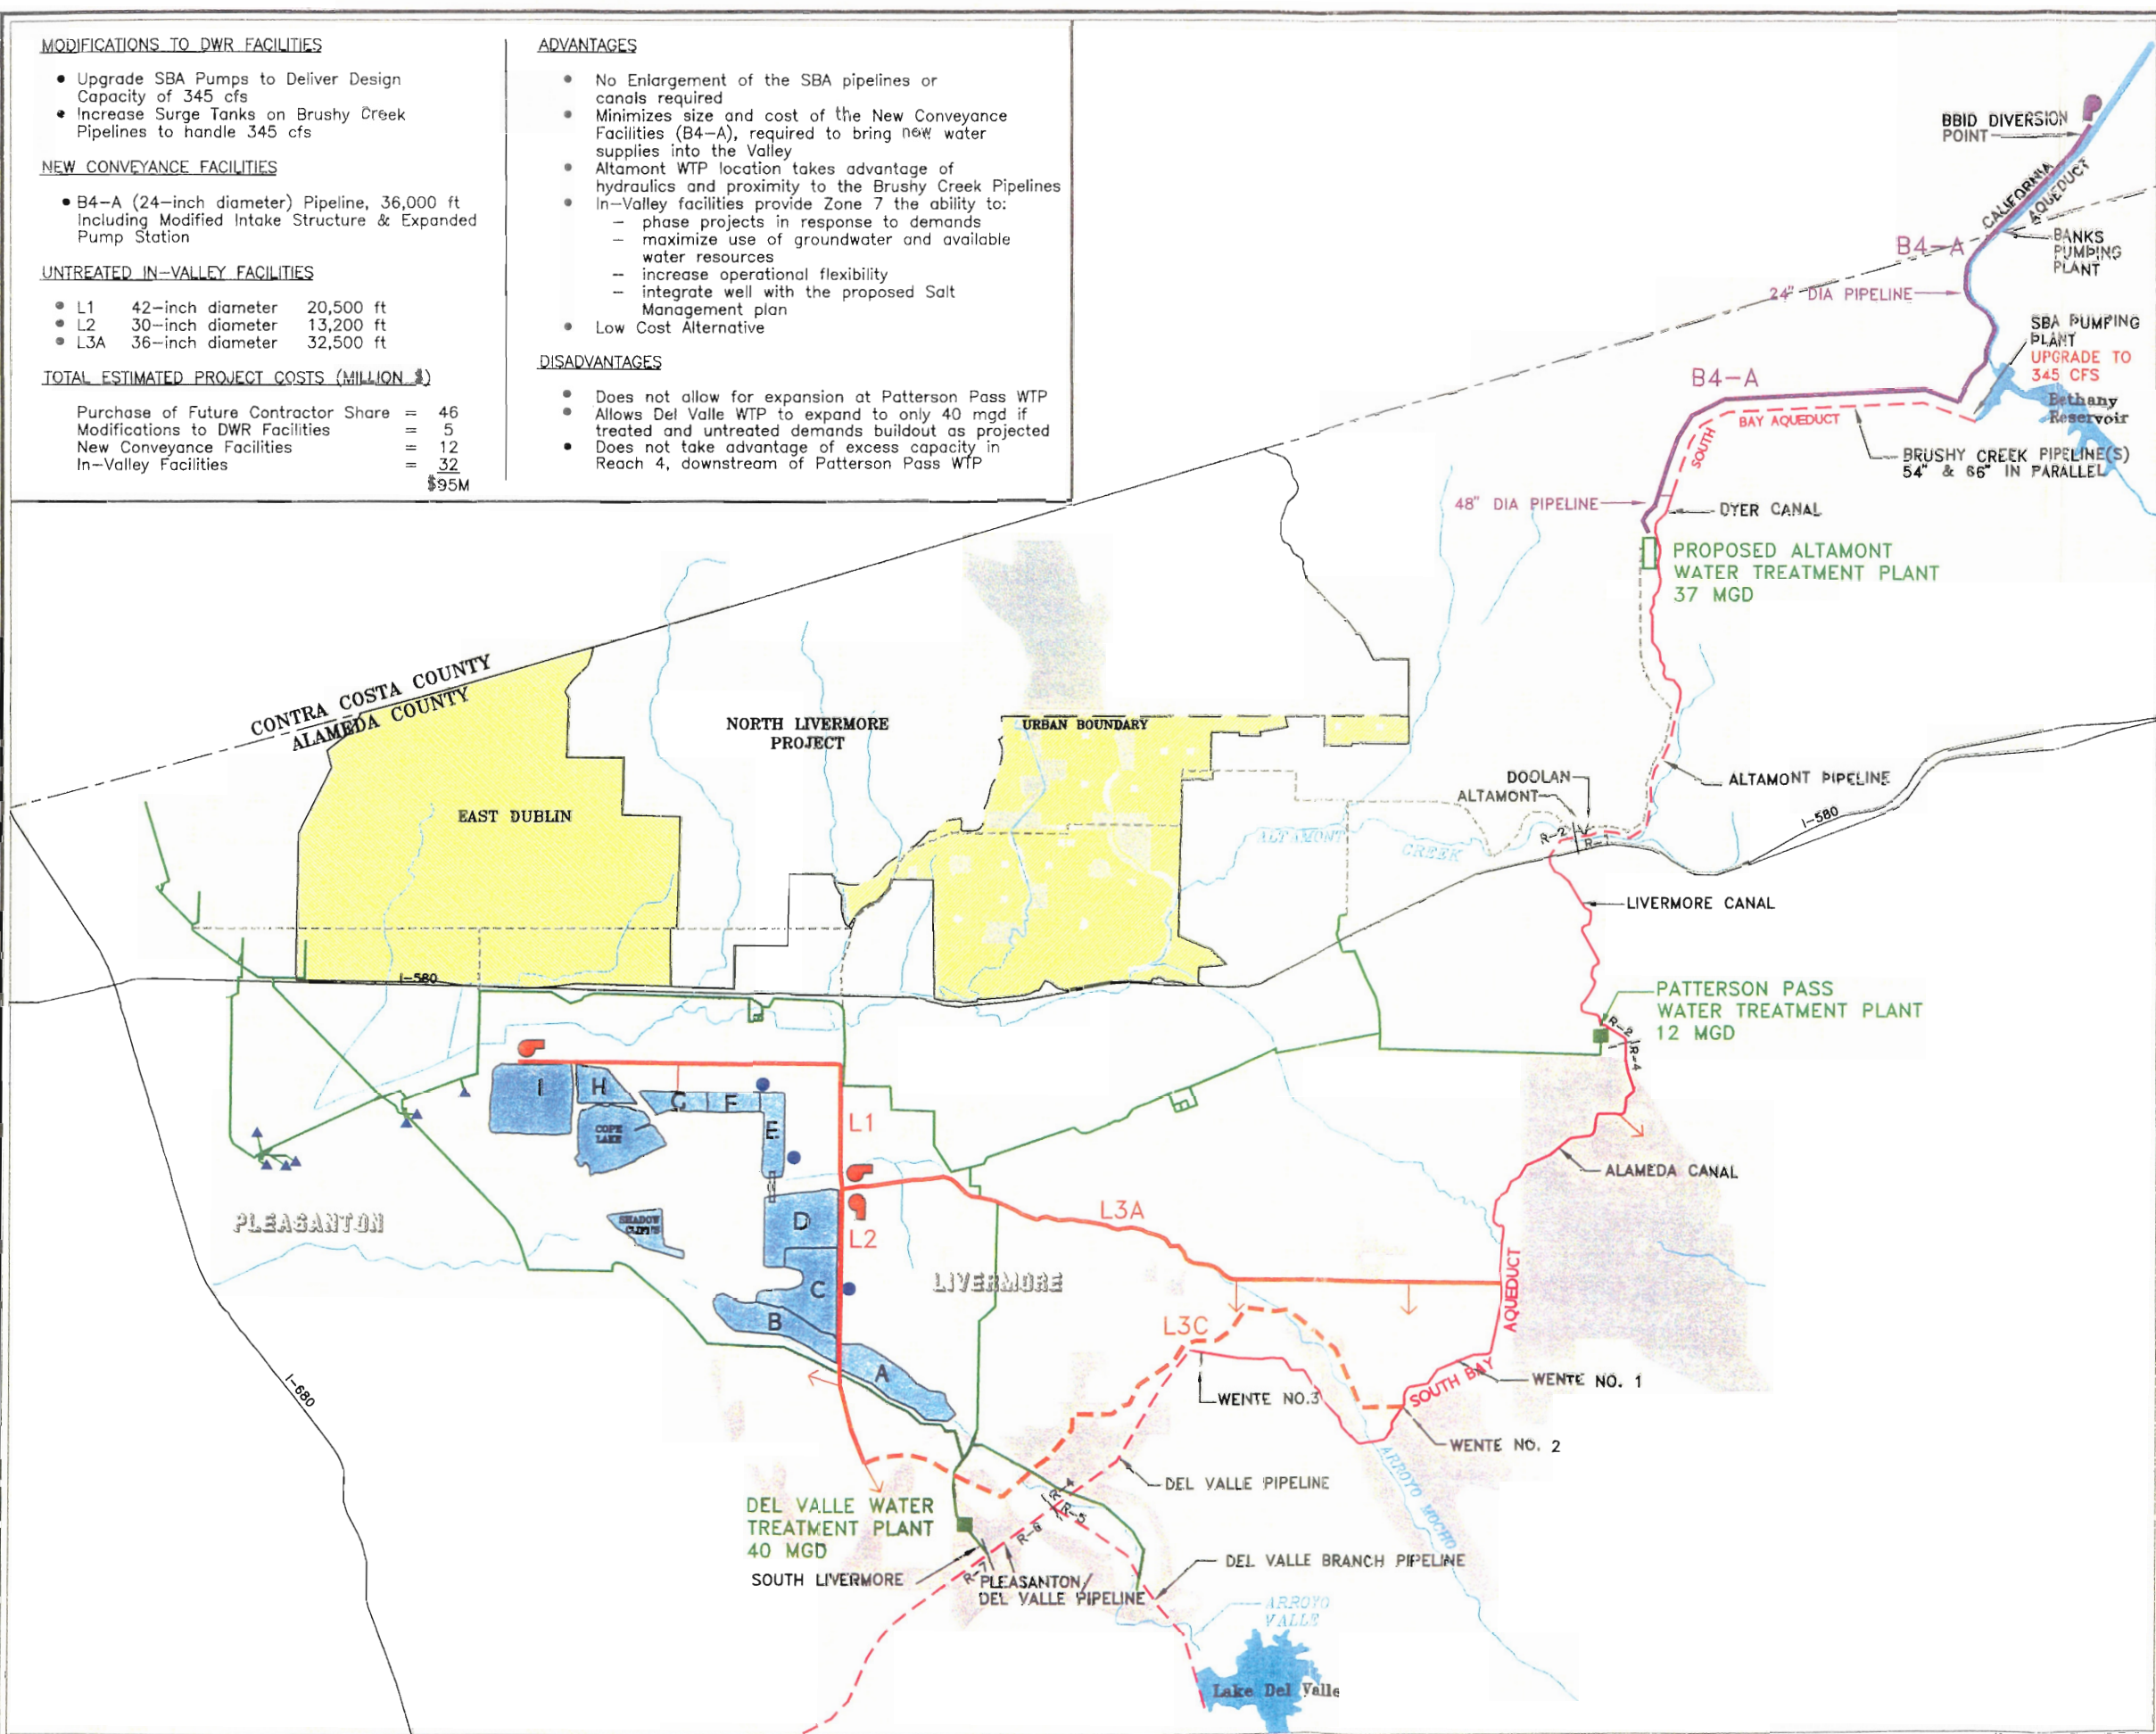 MODIFICATIONS TO DWR FACILITIES
• Upgrade SBA Pumps to Deliver Design
Capacity of 345 cfs
• Increase Surge Tanks on Brushy Creek
Pipelines to handle 345 cfs
NEW CONVEYANCE FACILITIES
• B4-A (24-inch diameter) Pipeline, 36,000 ft
Including Modified Intake Structure & Expanded
Pump Station
UNTREATED IN-VALLEY FACILITIES
• L1 42-inch diameter 20,500 ft
• L2 30-inch diameter 13,200 ft
• L3A 36-inch diameter 32,500 ft
TOTAL ESTIMATED PROJECT COSTS (MILLION $)
Purchase of Future Contractor Share = 46
Modifications to DWR Facilities = 5
New Conveyance Facilities = 12
In-Valley Facilities = 32
$95M
ADVANTAGES
• No Enlargement of the SBA pipelines or
canals required
• Minimizes size and cost of the New Conveyance
Facilities (B4-A), required to bring new water
supplies into the Valley
• Altamont WTP location takes advantage of
hydraulics and proximity to the Brushy Creek Pipelines
• In-Valley facilities provide Zone 7 the ability to:
- phase projects in response to demands
- maximize use of groundwater and available
water resources
- increase operational flexibility
- integrate well with the proposed Salt
Management plan
• Low Cost Alternative
DISADVANTAGES
• Does not allow for expansion at Patterson Pass WTP
• Allows Del Valle WTP to expand to only 40 mgd if
treated and untreated demands buildout as projected
• Does not take advantage of excess capacity in
Reach 4, downstream of Patterson Pass WTP
BBID DIVERSION
POINT
CALIFORNIA
AQUEDUCT
B4-A
BANKS
PUMPING
PLANT
24" DIA PIPELINE
SBA PUMPING
PLANT
UPGRADE TO
345 CFS
B4-A
Bethany
Reservoir
SOUTH
BAY AQUEDUCT
BRUSHY CREEK PIPELINE(S)
54" & 66" IN PARALLEL
48" DIA PIPELINE
DYER CANAL
PROPOSED ALTAMONT
WATER TREATMENT PLANT
37 MGD
CONTRA COSTA COUNTY
ALAMEDA COUNTY
NORTH LIVERMORE
PROJECT
URBAN BOUNDARY
EAST DUBLIN
DOOLAN
ALTAMONT
ALTAMONT PIPELINE
R-2
R-1
I-580
ALTAMONT
CREEK
LIVERMORE CANAL
I-580
PATTERSON PASS
WATER TREATMENT PLANT
12 MGD
R-2
R-4
I
H
G
F
E
COPE
LAKE
L1
ALAMEDA CANAL
PLEASANTON
SHADOW
CLIFFS
D
L2
L3A
LIVERMORE
C
B
A
L3C
AQUEDUCT
SOUTH BAY
WENTE NO. 1
WENTE NO.3
WENTE NO. 2
I-680
ARROYO MOCHO
DEL VALLE PIPELINE
R-4
R-5
R-6
R-7
DEL VALLE WATER
TREATMENT PLANT
40 MGD
SOUTH LIVERMORE
PLEASANTON/
DEL VALLE PIPELINE
DEL VALLE BRANCH PIPELINE
ARROYO
VALLE
Lake Del Valle